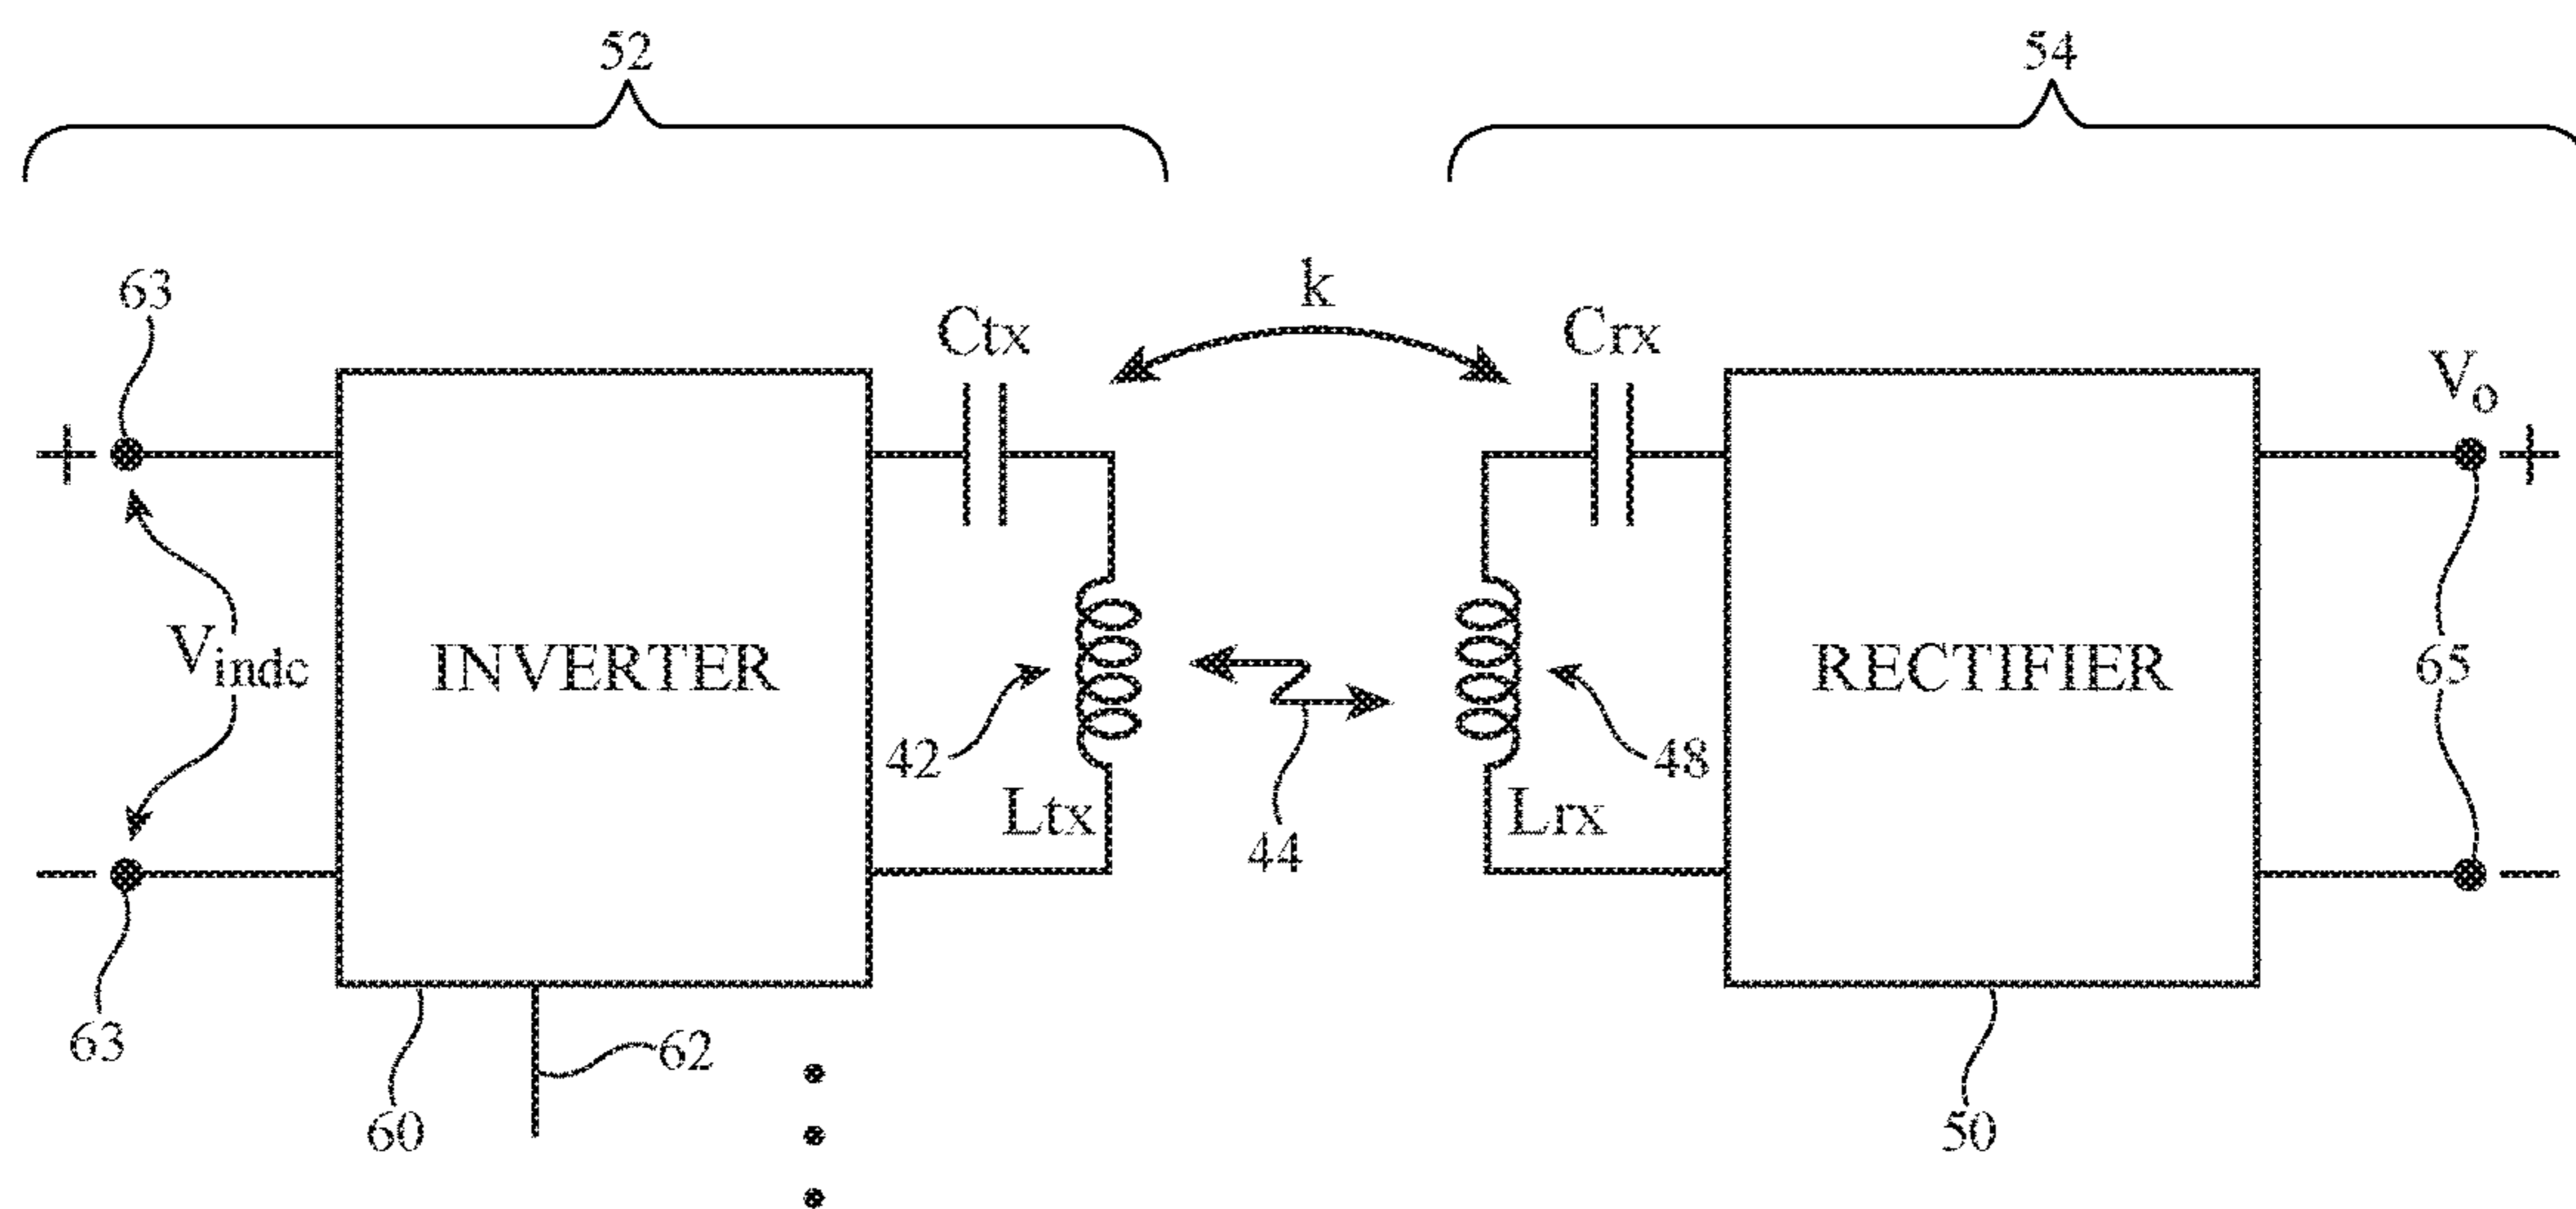 52
54
63
Ctx
k
Crx
Vo
Vindc
INVERTER
RECTIFIER
65
42
48
Ltx
44
Lrx
63
60
62
50